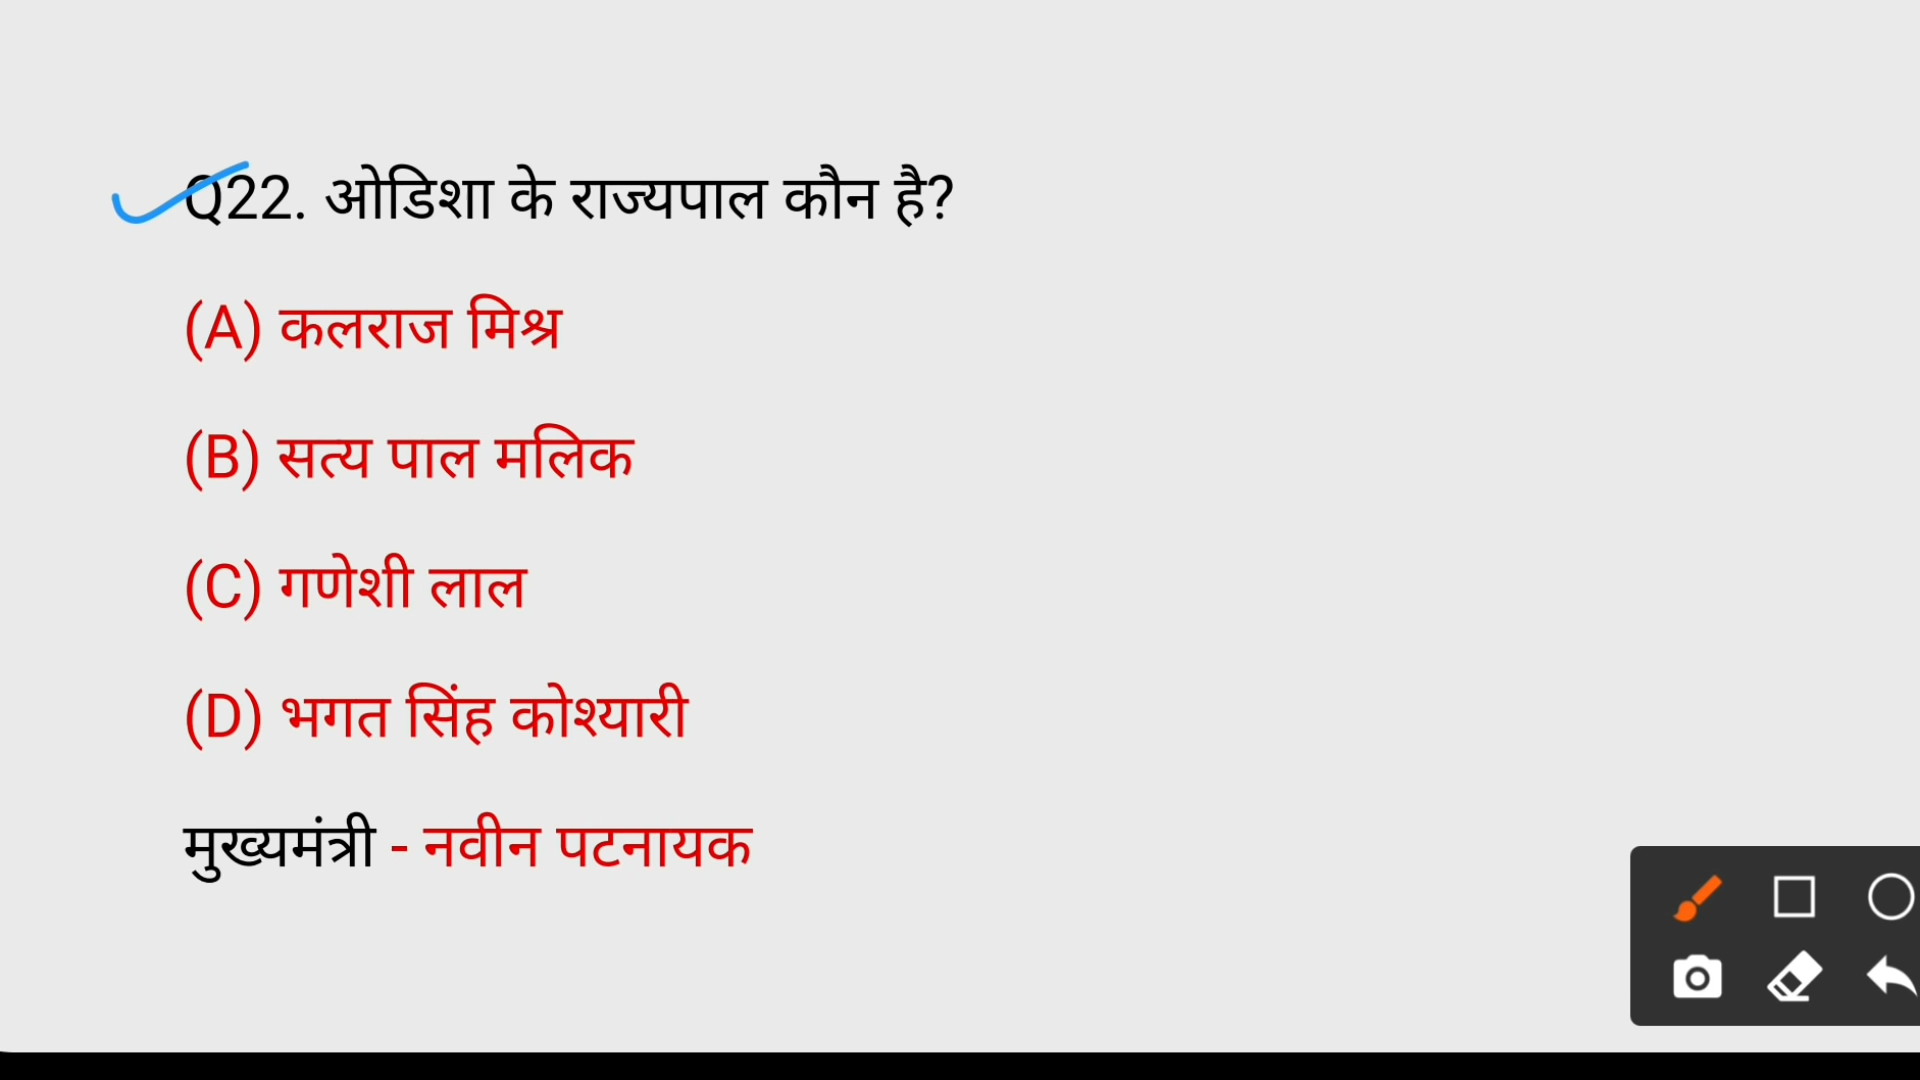 Q22. ओडिशा के राज्यपाल कौन है?
(A) कलराज मिश्र
(B) सत्य पाल मलिक
(C) गणेशी लाल
(D) भगत सिंह कोश्यारी
मुख्यमंत्री - नवीन पटनायक